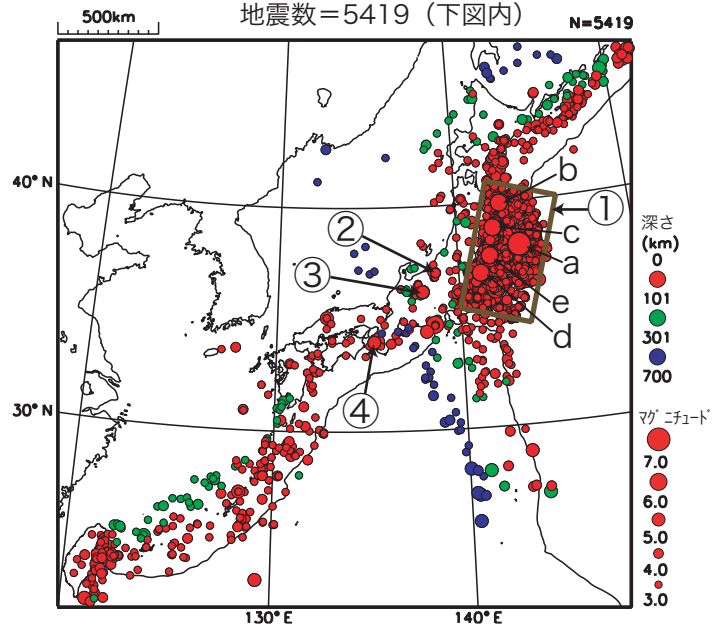 地震数＝5419（下図内）
500km
N=5419
40°N
b
①
②
c
深さ
(km)
a
0
③
101
e
301
d
700
④
30°N
ﾏｸﾞﾆﾁｭｰﾄﾞ
7.0
6.0
5.0
4.0
3.0
130°E
140°E